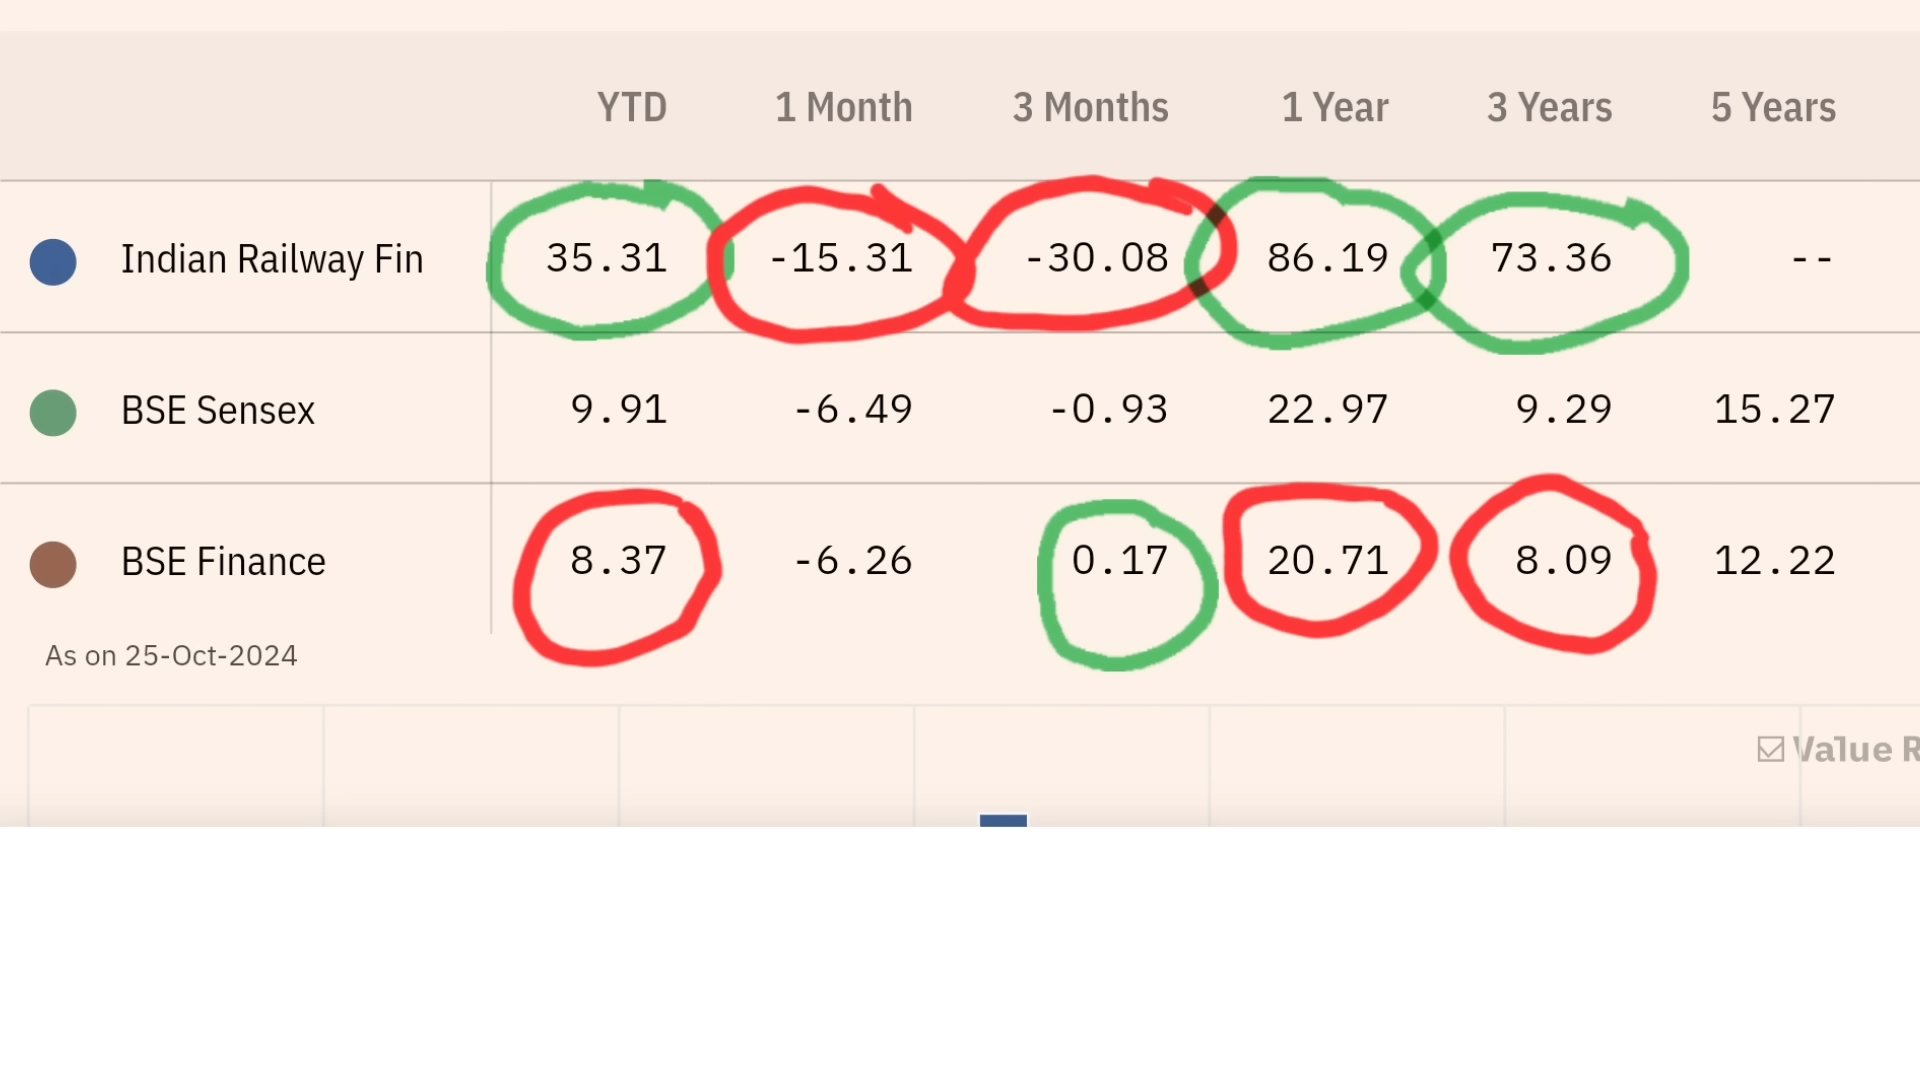 YTD 1 Month 3 Months 1 Year 3 Years 5 Years
Indian Railway Fin 35.31 -15.31 -30.08 86.19 73.36 --
BSE Sensex 9.91 -6.49 -0.93 22.97 9.29 15.27
BSE Finance 8.37 -6.26 0.17 20.71 8.09 12.22
As on 25-Oct-2024
Value R